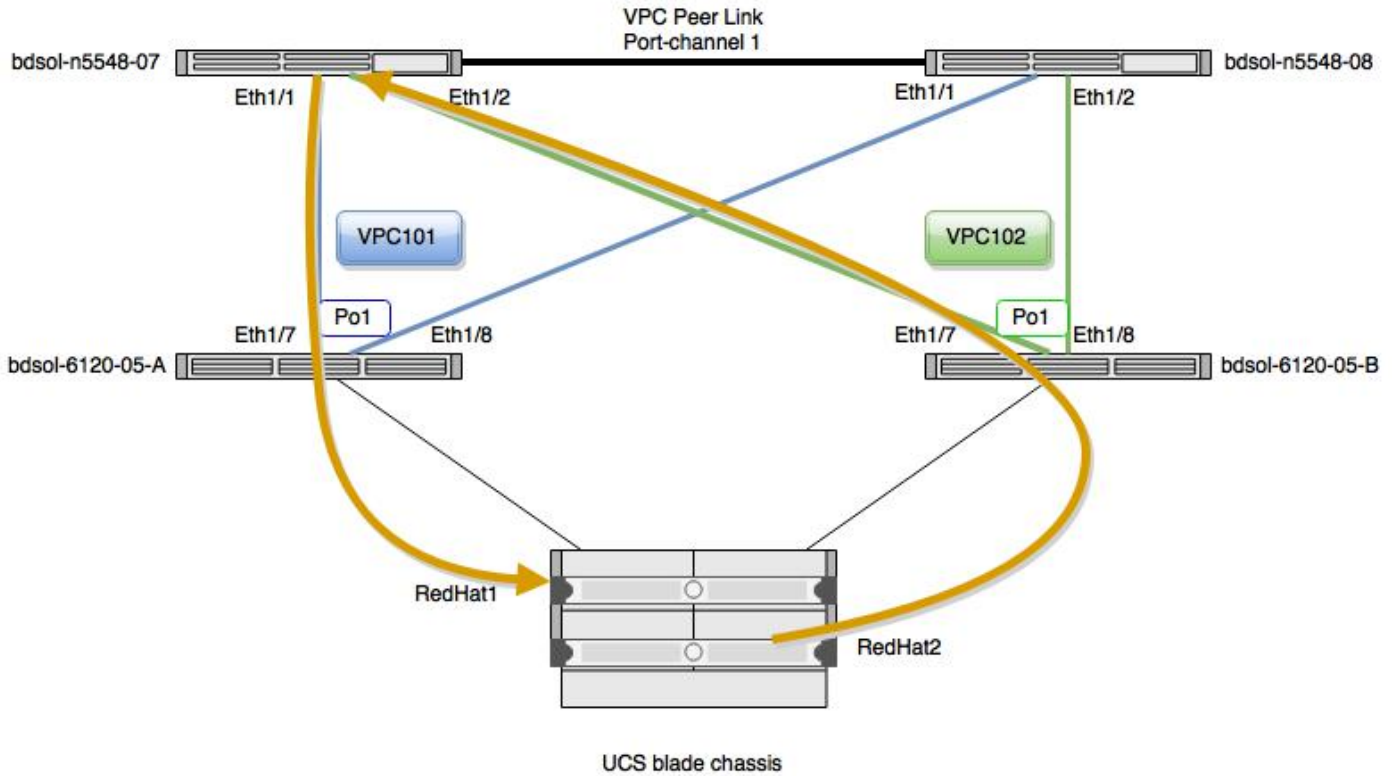 VPC Peer Link
Port-channel 1
bdsol-n5548-07
bdsol-n5548-08
Eth1/1
Eth1/2
Eth1/1
Eth1/2
VPC101
VPC102
Po1
Po1
Eth1/7
Eth1/8
Eth1/7
Eth1/8
bdsol-6120-05-A
bdsol-6120-05-B
RedHat1
RedHat2
UCS blade chassis